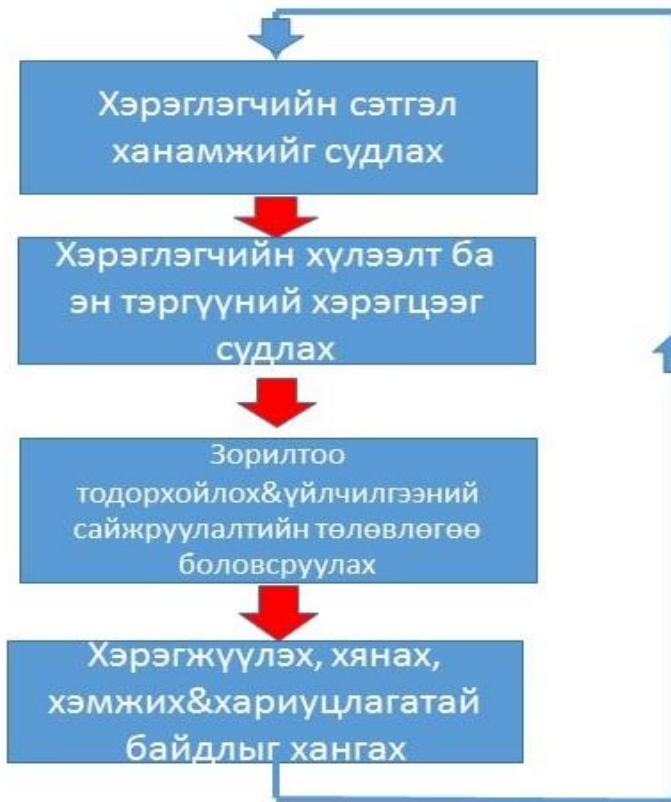 Хэрэглэгчийн сэтгэл
ханамжийг судлах
Хэрэглэгчийн хүлээлт ба
эн тэргүүний хэрэгцээг
судлах
Зорилтоо
тодорхойлох&үйлчилгээний
сайжруулалтийн төлөвлөгөө
боловсруулах
Хэрэгжүүлэх, хянах,
хэмжих&хариуцлагатай
байдлыг хангах